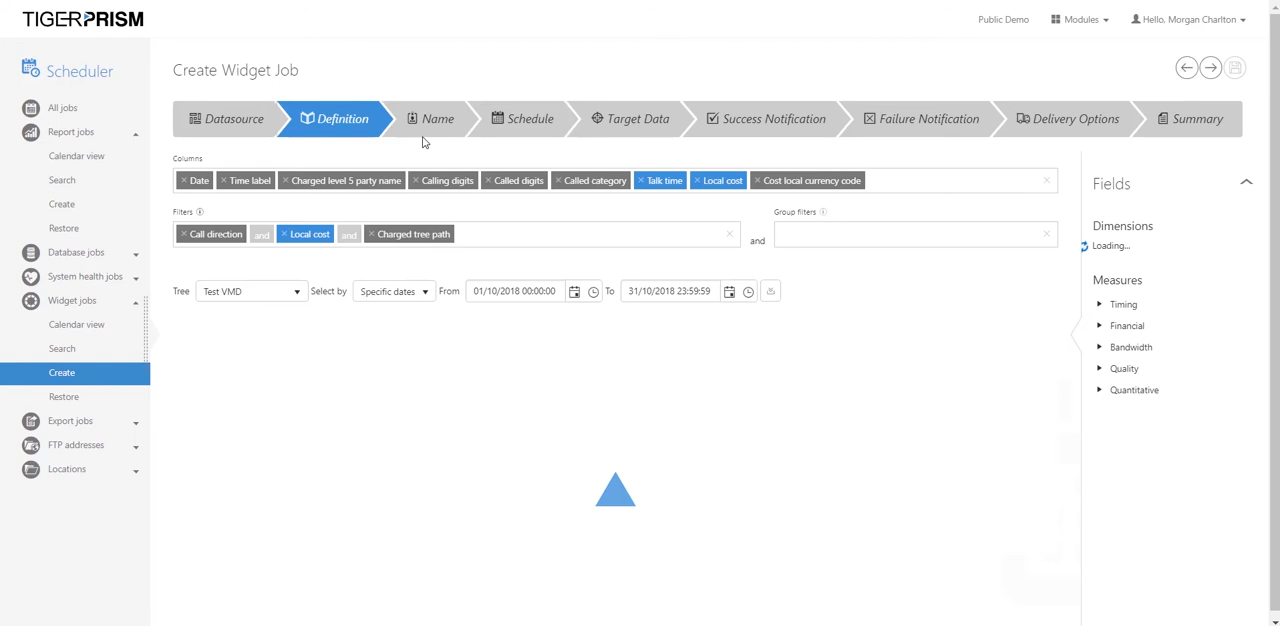 TIGER PRISM
Public Demo Modules Hello, Morgan Charlton
Scheduler
All jobs
Report jobs
Calendar view
Search
Create
Restore
Database jobs
System health jobs
Widget jobs
Calendar view
Search
Create
Restore
Export jobs
FTP addresses
Locations
Create Widget Job
Datasource Definition Name Schedule Target Data Success Notification Failure Notification Delivery Options Summary
Columns
× Date × Time label × Charged level 5 party name × Calling digits × Called digits × Called category × Talk time × Local cost × Cost local currency code ×
Filters Group filters
× Call direction and × Local cost and × Charged tree path × and ×
Tree Test VMD Select by Specific dates From 01/10/2018 00:00:00 To 31/10/2018 23:59:59
Fields
Dimensions
Loading...
Measures
Timing
Financial
Bandwidth
Quality
Quantitative